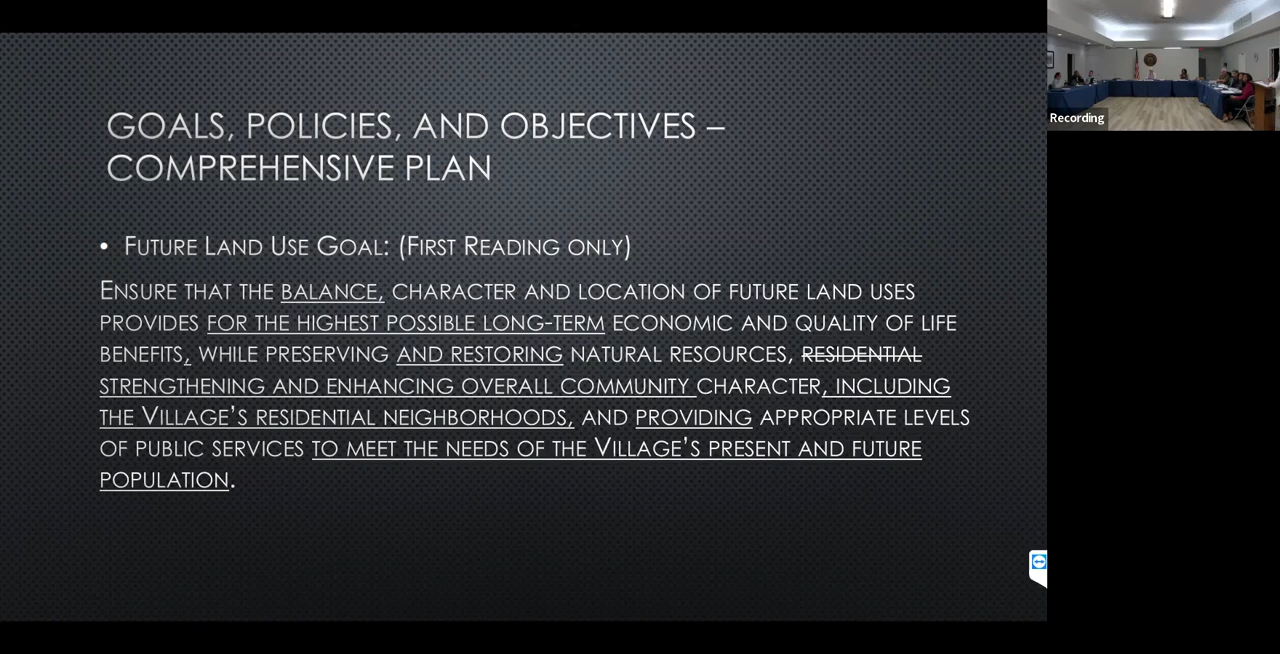 GOALS, POLICIES, AND OBJECTIVES –
COMPREHENSIVE PLAN
• FUTURE LAND USE GOAL: (FIRST READING ONLY)
ENSURE THAT THE BALANCE, CHARACTER AND LOCATION OF FUTURE LAND USES
PROVIDES FOR THE HIGHEST POSSIBLE LONG-TERM ECONOMIC AND QUALITY OF LIFE
BENEFITS, WHILE PRESERVING AND RESTORING NATURAL RESOURCES, RESIDENTIAL
STRENGTHENING AND ENHANCING OVERALL COMMUNITY CHARACTER, INCLUDING
THE VILLAGE’S RESIDENTIAL NEIGHBORHOODS, AND PROVIDING APPROPRIATE LEVELS
OF PUBLIC SERVICES TO MEET THE NEEDS OF THE VILLAGE’S PRESENT AND FUTURE
POPULATION.
Recording